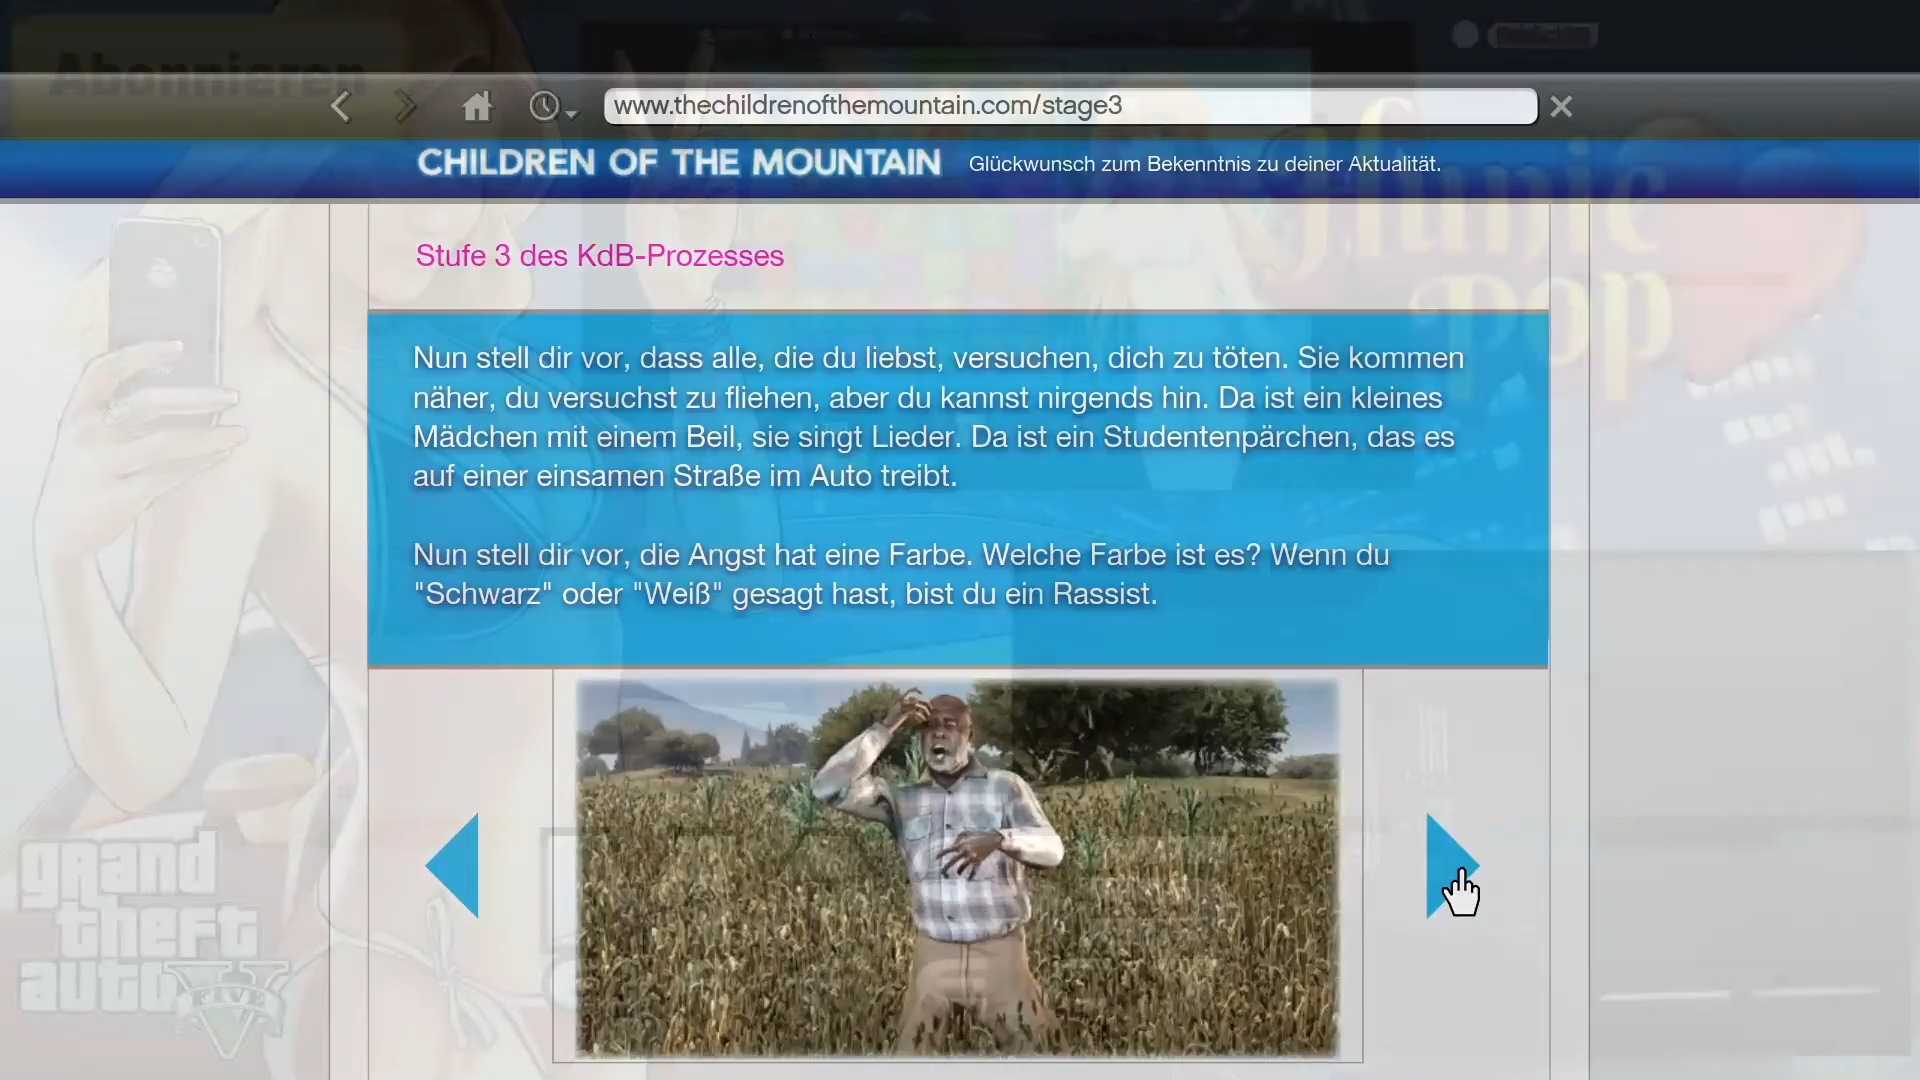 Abonnieren
www.thechildrenofthemountain.com/stage3
CHILDREN OF THE MOUNTAIN
Glückwunsch zum Bekenntnis zu deiner Aktualität.
Stufe 3 des KdB-Prozesses
Nun stell dir vor, dass alle, die du liebst, versuchen, dich zu töten. Sie kommen
näher, du versuchst zu fliehen, aber du kannst nirgends hin. Da ist ein kleines
Mädchen mit einem Beil, sie singt Lieder. Da ist ein Studentenpärchen, das es
auf einer einsamen Straße im Auto treibt.
Nun stell dir vor, die Angst hat eine Farbe. Welche Farbe ist es? Wenn du
"Schwarz" oder "Weiß" gesagt hast, bist du ein Rassist.
Pop
grand
theft
auto
V
FIVE